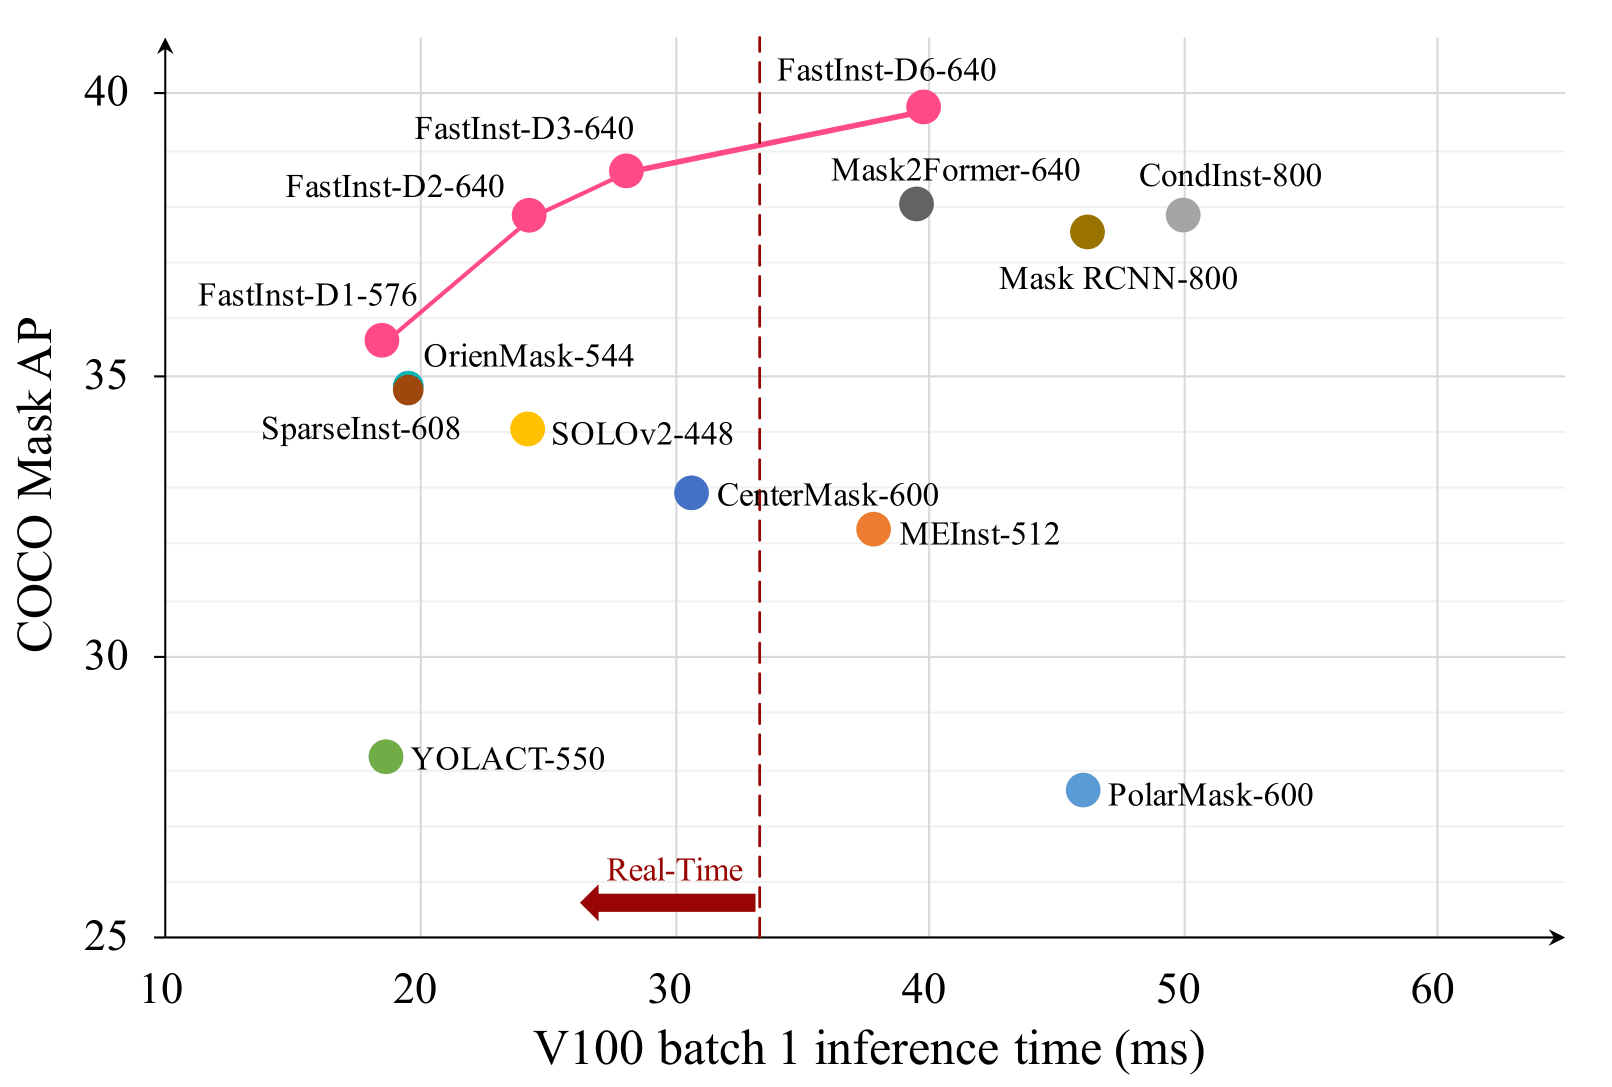 FastInst-D6-640
40
FastInst-D3-640
Mask2Former-640
CondInst-800
FastInst-D2-640
Mask RCNN-800
FastInst-D1-576
OrienMask-544
35
SparseInst-608
SOLOv2-448
CenterMask-600
MEInst-512
COCO Mask AP
30
YOLACT-550
PolarMask-600
Real-Time
25
10 20 30 40 50 60
V100 batch 1 inference time (ms)